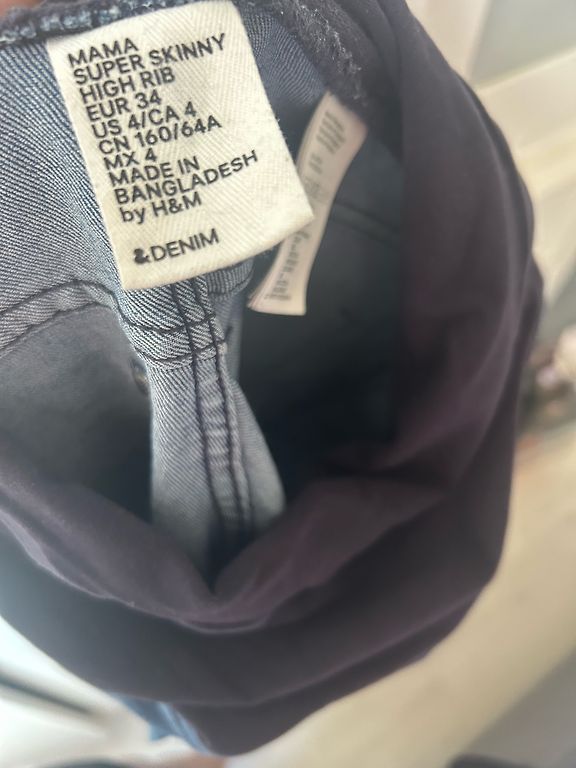 MAMA
SUPER SKINNY
HIGH RIB
EUR 34
US 4/CA 4
CN 160/64A
MX 4
MADE IN
BANGLADESH
by H&M
&DENIM